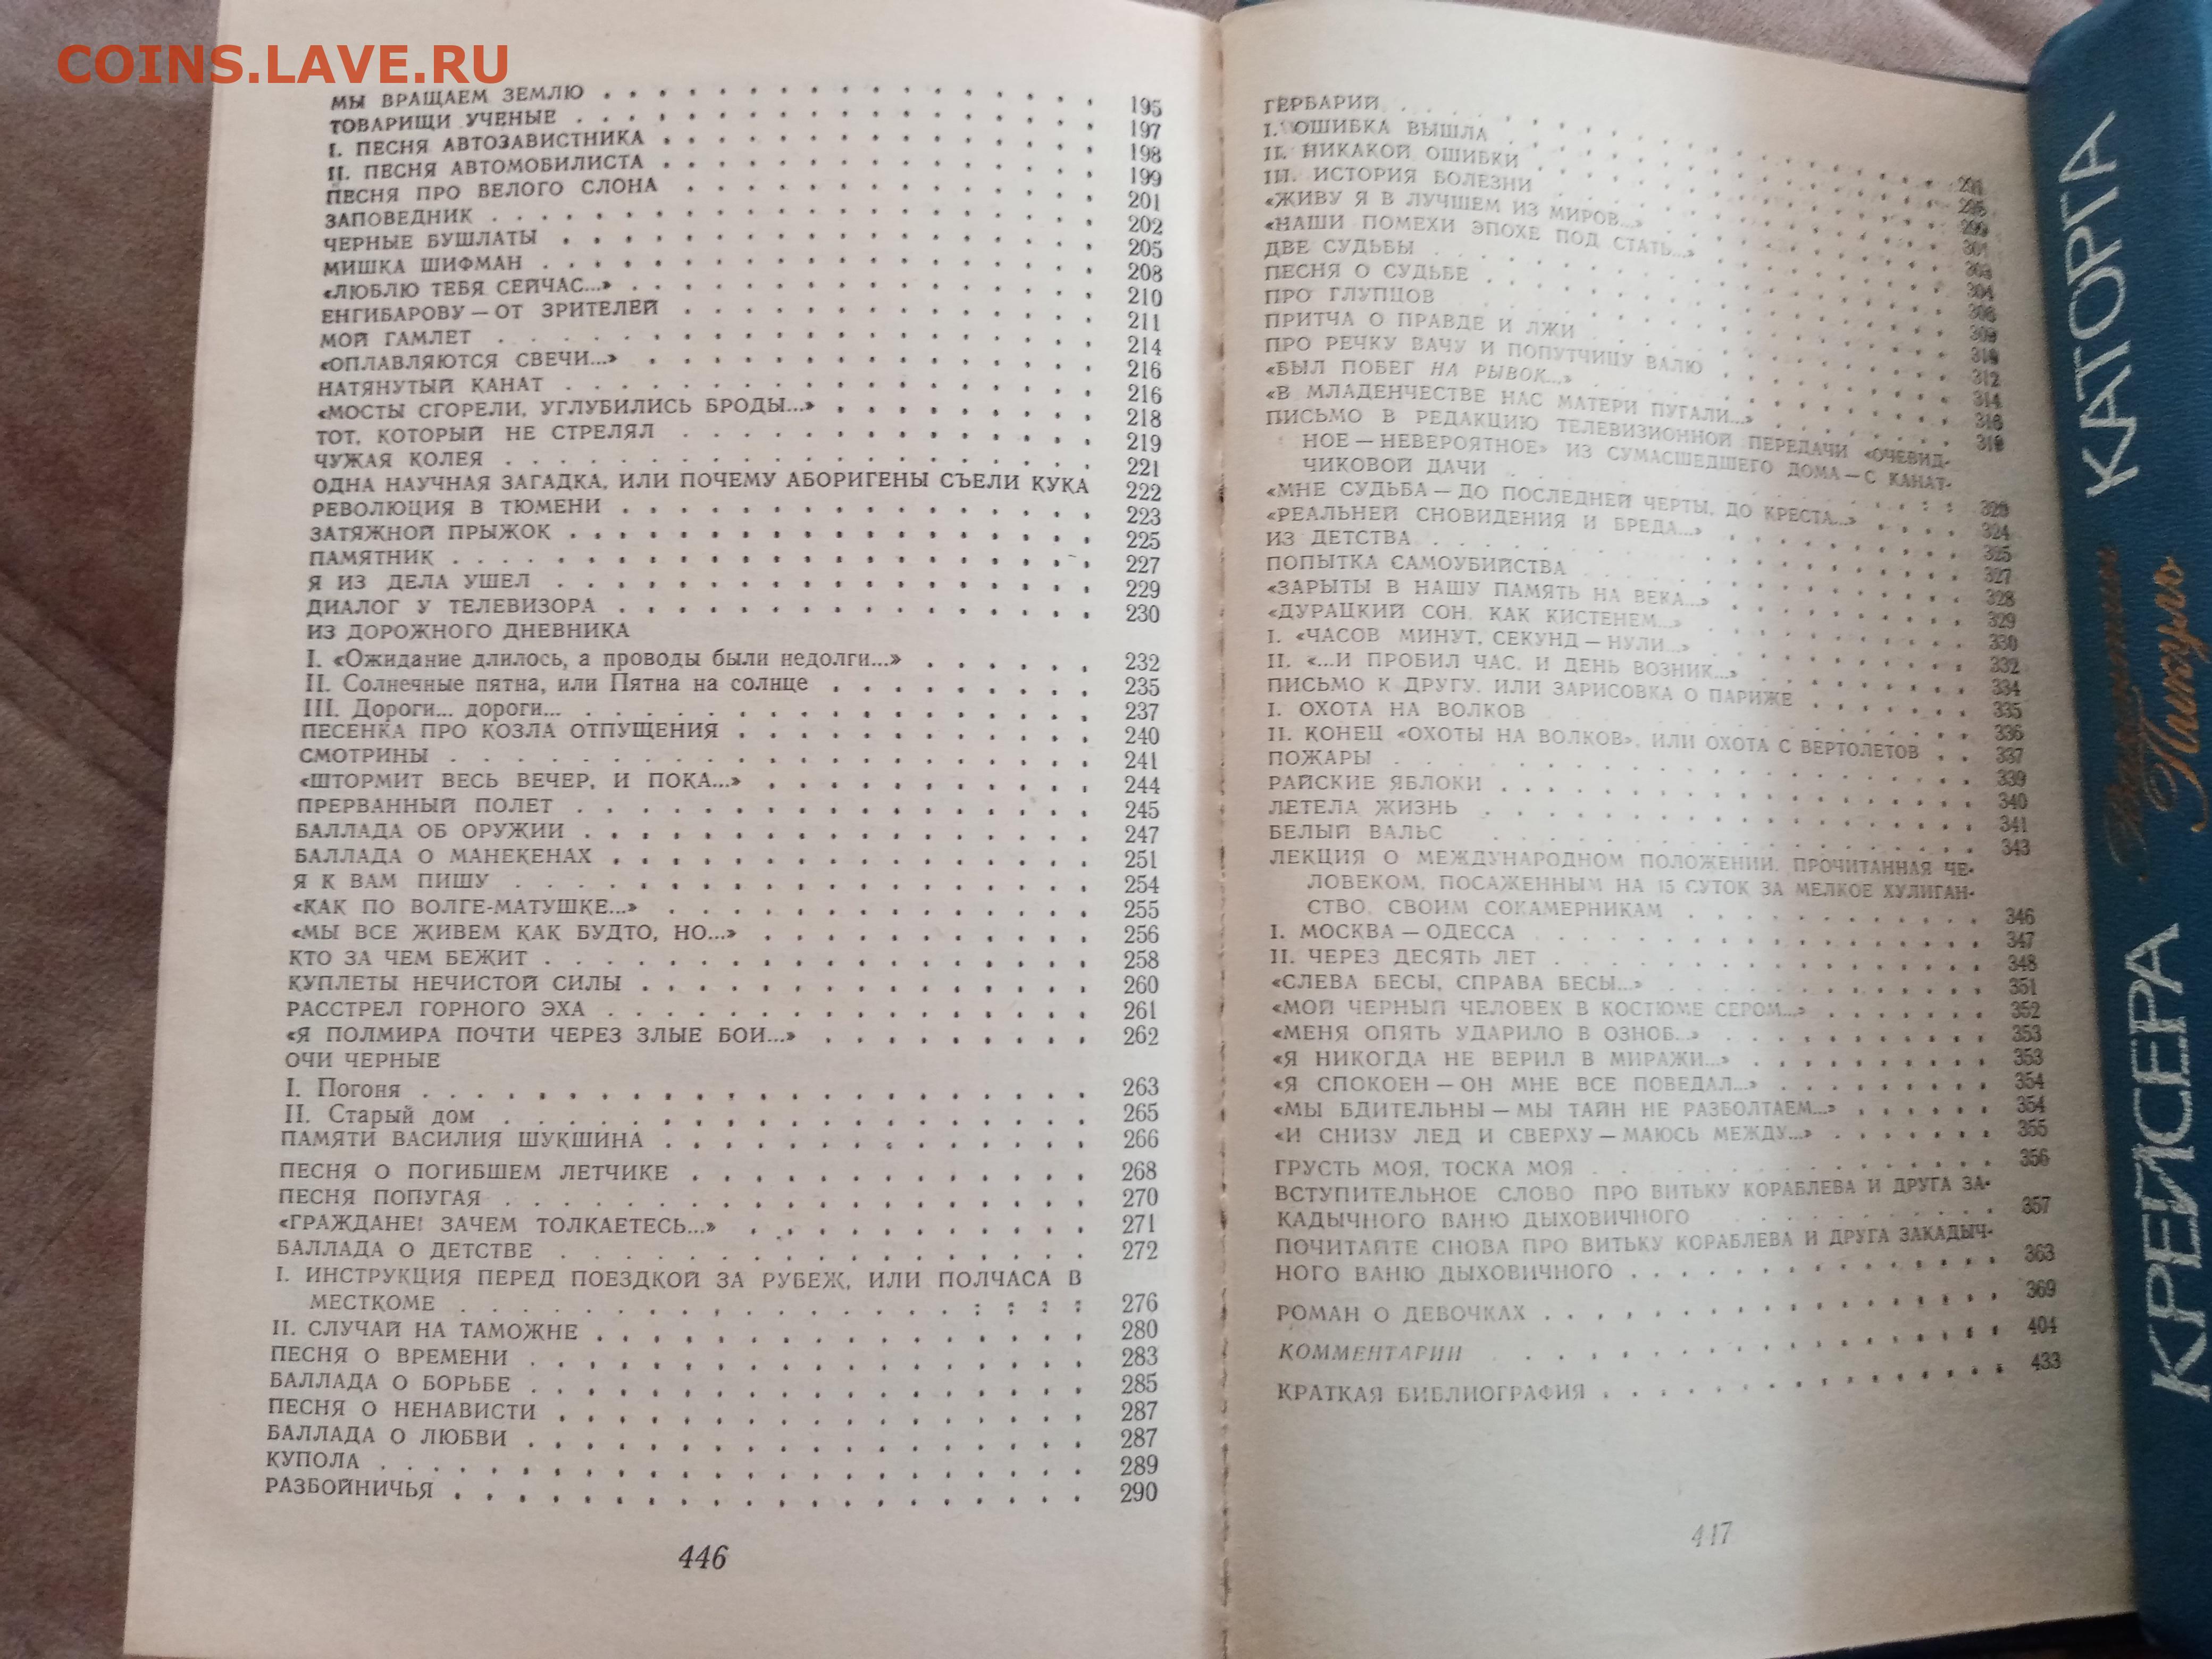 COINS.LAVE.RU
МЫ ВРАЩАЕМ ЗЕМЛЮ 195
ТОВАРИЩИ УЧЕНЫЕ 197
I. ПЕСНЯ АВТОЗАВИСТНИКА 198
II. ПЕСНЯ АВТОМОБИЛИСТА 199
ПЕСНЯ ПРО БЕЛОГО СЛОНА 201
ЗАПОВЕДНИК 202
ЧЕРНЫЕ БУШЛАТЫ 205
МИШКА ШИФМАН 208
«ЛЮБЛЮ ТЕБЯ СЕЙЧАС...» 210
ЕНГИБАРОВУ — ОТ ЗРИТЕЛЕЙ 211
МОЙ ГАМЛЕТ 214
«ОПЛАВЛЯЮТСЯ СВЕЧИ...» 216
НАТЯНУТЫЙ КАНАТ 216
«МОСТЫ СГОРЕЛИ, УГЛУБИЛИСЬ БРОДЫ...» 218
ТОТ, КОТОРЫЙ НЕ СТРЕЛЯЛ 219
ЧУЖАЯ КОЛЕЯ 221
ОДНА НАУЧНАЯ ЗАГАДКА, ИЛИ ПОЧЕМУ АБОРИГЕНЫ СЪЕЛИ КУКА 222
РЕВОЛЮЦИЯ В ТЮМЕНИ 223
ЗАТЯЖНОЙ ПРЫЖОК 225
ПАМЯТНИК 227
Я ИЗ ДЕЛА УШЕЛ 229
ДИАЛОГ У ТЕЛЕВИЗОРА 230
ИЗ ДОРОЖНОГО ДНЕВНИКА
I. «Ожидание длилось, а проводы были недолги...» 232
II. Солнечные пятна, или Пятна на солнце 235
III. Дороги... дороги... 237
ПЕСЕНКА ПРО КОЗЛА ОТПУЩЕНИЯ 240
СМОТРИНЫ 241
«ШТОРМИТ ВЕСЬ ВЕЧЕР, И ПОКА...» 244
ПРЕРВАННЫЙ ПОЛЕТ 245
БАЛЛАДА ОБ ОРУЖИИ 247
БАЛЛАДА О МАНЕКЕНАХ 251
Я К ВАМ ПИШУ 254
«КАК ПО ВОЛГЕ-МАТУШКЕ...» 255
«МЫ ВСЕ ЖИВЕМ КАК БУДТО, НО...» 256
КТО ЗА ЧЕМ БЕЖИТ 258
КУПЛЕТЫ НЕЧИСТОЙ СИЛЫ 260
РАССТРЕЛ ГОРНОГО ЭХА 261
«Я ПОЛМИРА ПОЧТИ ЧЕРЕЗ ЗЛЫЕ БОИ...» 262
ОЧИ ЧЕРНЫЕ
I. Погоня 263
II. Старый дом 265
ПАМЯТИ ВАСИЛИЯ ШУКШИНА 266
ПЕСНЯ О ПОГИБШЕМ ЛЕТЧИКЕ 268
ПЕСНЯ ПОПУГАЯ 270
«ГРАЖДАНЕ! ЗАЧЕМ ТОЛКАЕТЕСЬ...» 271
БАЛЛАДА О ДЕТСТВЕ 272
I. ИНСТРУКЦИЯ ПЕРЕД ПОЕЗДКОЙ ЗА РУБЕЖ, ИЛИ ПОЛЧАСА В
МЕСТКОМЕ 276
II. СЛУЧАЙ НА ТАМОЖНЕ 280
ПЕСНЯ О ВРЕМЕНИ 283
БАЛЛАДА О БОРЬБЕ 285
ПЕСНЯ О НЕНАВИСТИ 287
БАЛЛАДА О ЛЮБВИ 287
КУПОЛА 289
РАЗБОЙНИЧЬЯ 290
446
ГЕРБАРИЙ
I. ОШИБКА ВЫШЛА
II. НИКАКОЙ ОШИБКИ
III. ИСТОРИЯ БОЛЕЗНИ
«ЖИВУ Я В ЛУЧШЕМ ИЗ МИРОВ...»
«НАШИ ПОМЕХИ ЭПОХЕ ПОД СТАТЬ...»
ДВЕ СУДЬБЫ
ПЕСНЯ О СУДЬБЕ
ПРО ГЛУПЦОВ
ПРИТЧА О ПРАВДЕ И ЛЖИ
ПРО РЕЧКУ ВАЧУ И ПОПУТЧИЦУ ВАЛЮ 312
«БЫЛ ПОБЕГ НА РЫВОК...» 314
«В МЛАДЕНЧЕСТВЕ НАС МАТЕРИ ПУГАЛИ...»
ПИСЬМО В РЕДАКЦИЮ ТЕЛЕВИЗИОННОЙ ПЕРЕДАЧИ «ОЧЕВИД-
НОЕ — НЕВЕРОЯТНОЕ» ИЗ СУМАСШЕДШЕГО ДОМА — С КАНАТ-
ЧИКОВОЙ ДАЧИ
«МНЕ СУДЬБА — ДО ПОСЛЕДНЕЙ ЧЕРТЫ, ДО КРЕСТА...»
«РЕАЛЬНЕЙ СНОВИДЕНИЯ И БРЕДА...» 324
ИЗ ДЕТСТВА 325
ПОПЫТКА САМОУБИЙСТВА 327
«ЗАРЫТЫ В НАШУ ПАМЯТЬ НА ВЕКА...» 328
«ДУРАЦКИЙ СОН, КАК КИСТЕНЕМ...» 329
I. «ЧАСОВ МИНУТ, СЕКУНД — НУЛИ...» 330
II. «...И ПРОБИЛ ЧАС, И ДЕНЬ ВОЗНИК...» 332
ПИСЬМО К ДРУГУ, ИЛИ ЗАРИСОВКА О ПАРИЖЕ 334
I. ОХОТА НА ВОЛКОВ 335
II. КОНЕЦ «ОХОТЫ НА ВОЛКОВ», ИЛИ ОХОТА С ВЕРТОЛЕТОВ 336
ПОЖАРЫ 337
РАЙСКИЕ ЯБЛОКИ 339
ЛЕТЕЛА ЖИЗНЬ 340
БЕЛЫЙ ВАЛЬС 341
ЛЕКЦИЯ О МЕЖДУНАРОДНОМ ПОЛОЖЕНИИ, ПРОЧИТАННАЯ ЧЕ- 343
ЛОВЕКОМ, ПОСАЖЕННЫМ НА 15 СУТОК ЗА МЕЛКОЕ ХУЛИГАН-
СТВО, СВОИМ СОКАМЕРНИКАМ 346
I. МОСКВА — ОДЕССА 347
II. ЧЕРЕЗ ДЕСЯТЬ ЛЕТ 348
«СЛЕВА БЕСЫ, СПРАВА БЕСЫ...» 351
«МОЙ ЧЕРНЫЙ ЧЕЛОВЕК В КОСТЮМЕ СЕРОМ...» 352
«МЕНЯ ОПЯТЬ УДАРИЛО В ОЗНОБ...» 353
«Я НИКОГДА НЕ ВЕРИЛ В МИРАЖИ...» 353
«Я СПОКОЕН — ОН МНЕ ВСЕ ПОВЕДАЛ...» 354
«МЫ БДИТЕЛЬНЫ — МЫ ТАЙН НЕ РАЗБОЛТАЕМ...» 354
«И СНИЗУ ЛЕД И СВЕРХУ — МАЮСЬ МЕЖДУ...» 355
ГРУСТЬ МОЯ, ТОСКА МОЯ 356
ВСТУПИТЕЛЬНОЕ СЛОВО ПРО ВИТЬКУ КОРАБЛЕВА И ДРУГА ЗА-
КАДЫЧНОГО ВАНЮ ДЫХОВИЧНОГО 357
ПОЧИТАЙТЕ СНОВА ПРО ВИТЬКУ КОРАБЛЕВА И ДРУГА ЗАКАДЫЧ-
НОГО ВАНЮ ДЫХОВИЧНОГО 363
РОМАН О ДЕВОЧКАХ 369
КОММЕНТАРИИ 404
КРАТКАЯ БИБЛИОГРАФИЯ 433
447
КРЕЙСЕРА КАТОРГА
Пикуль